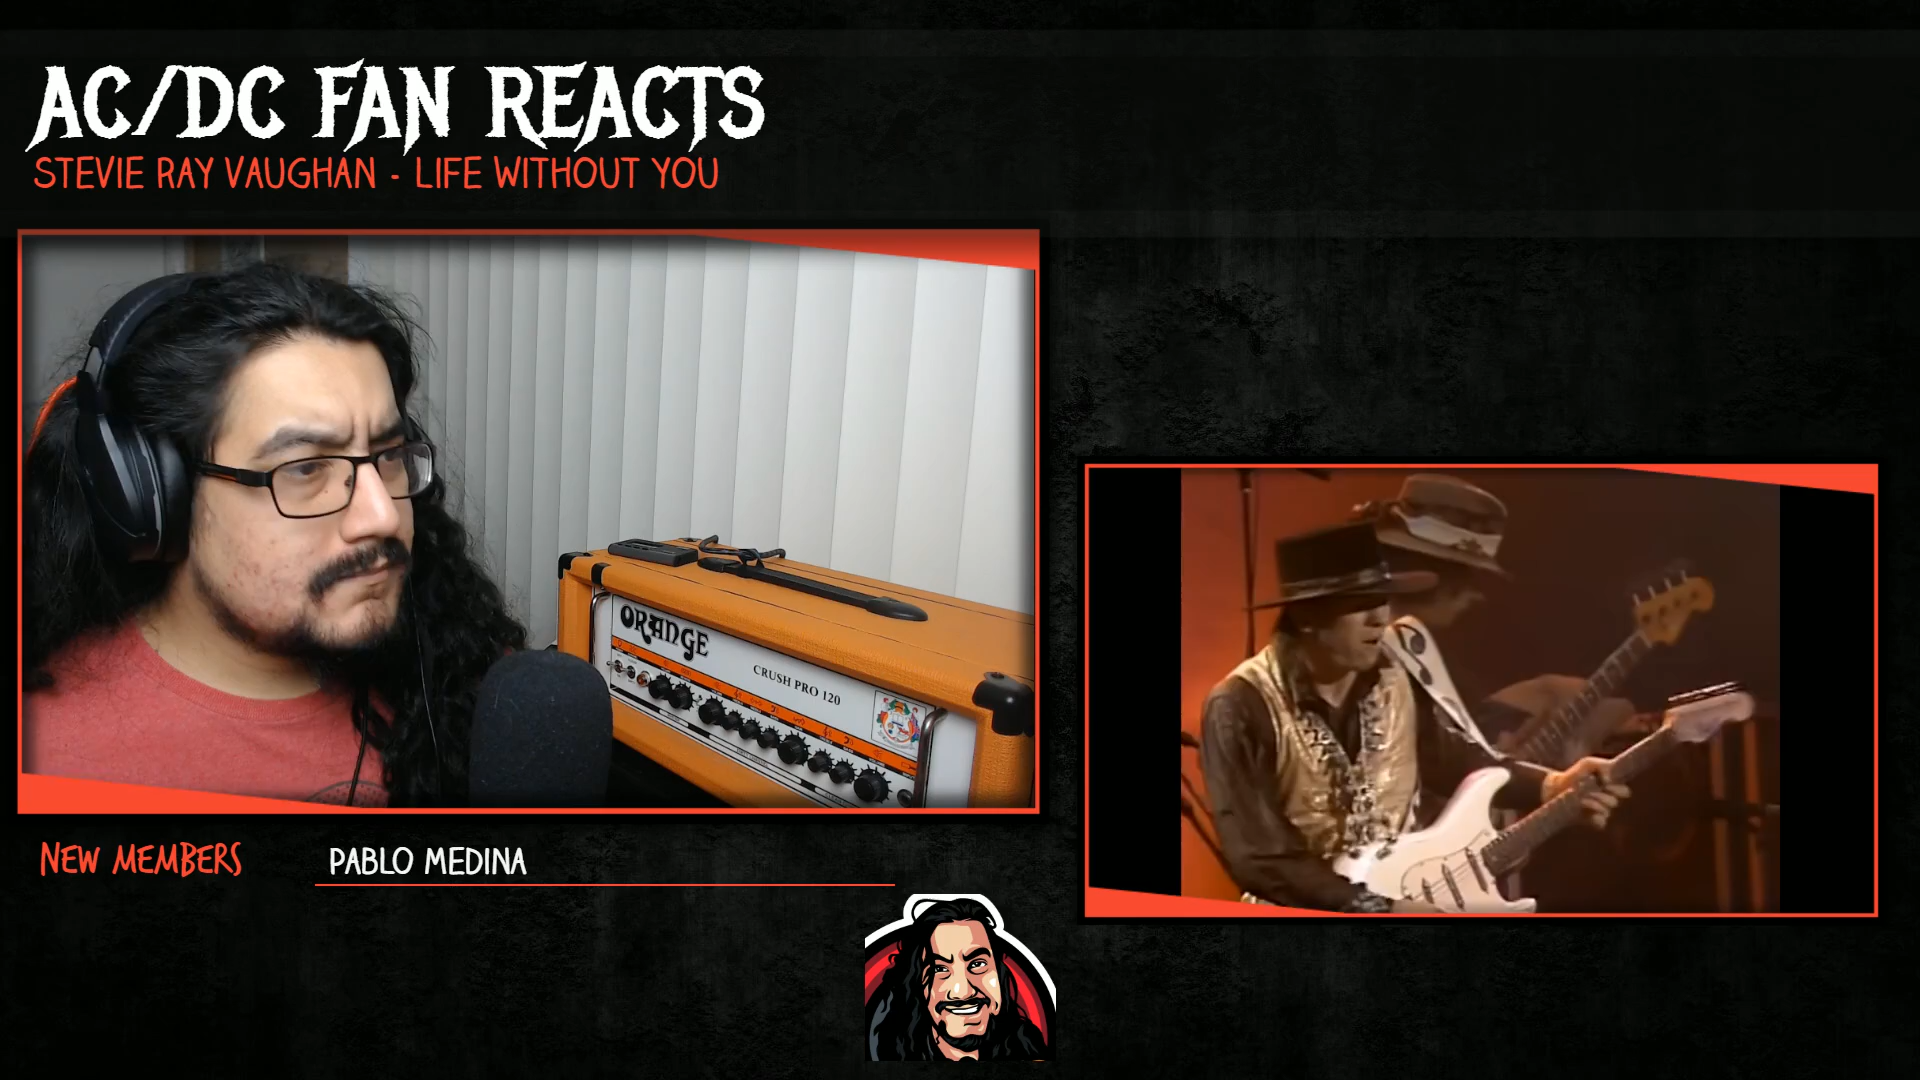 AC/DC FAN REACTS
STEVIE RAY VAUGHAN - LIFE WITHOUT YOU
ORANGE
CRUSH PRO 120
NEW MEMBERS
PABLO MEDINA